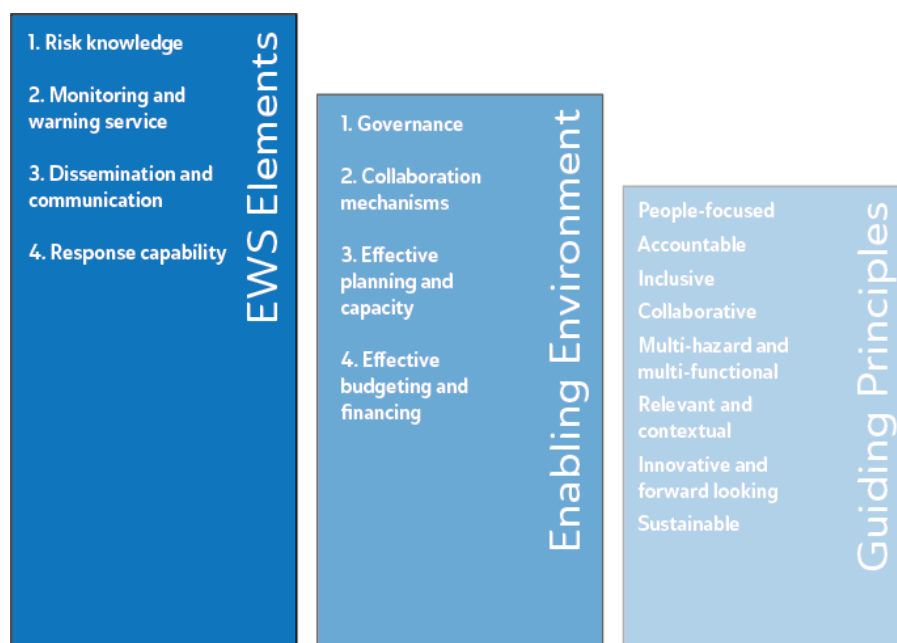 1. Risk knowledge
2. Monitoring and
warning service
3. Dissemination and
communication
4. Response capability
EWS Elements
1. Governance
2. Collaboration
mechanisms
3. Effective
planning and
capacity
4. Effective
budgeting and
financing
Enabling Environment
People-focused
Accountable
Inclusive
Collaborative
Multi-hazard and
multi-functional
Relevant and
contextual
Innovative and
forward looking
Sustainable
Guiding Principles